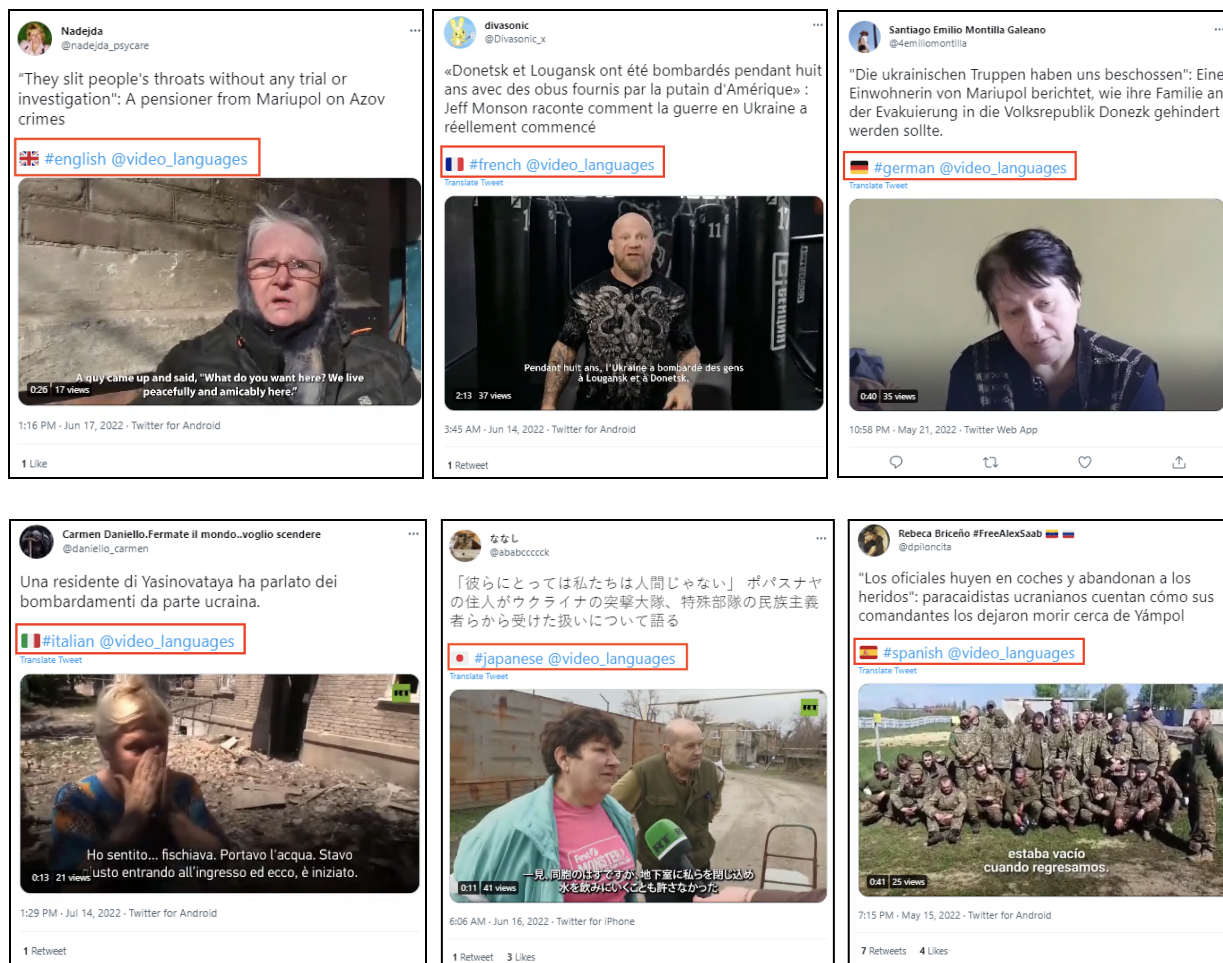 Nadejda
@nadejda_psycare
“They slit people's throats without any trial or
investigation": A pensioner from Mariupol on Azov
crimes
#english @video_languages
A guy came up and said, "What do you want here? We live
peacefully and amicably here."
0:26 17 views
1:16 PM · Jun 17, 2022 · Twitter for Android
1 Like
divasonic
@Divasonic_x
«Donetsk et Lougansk ont été bombardés pendant huit
ans avec des obus fournis par la putain d'Amérique» :
Jeff Monson raconte comment la guerre en Ukraine a
réellement commencé
#french @video_languages
Translate Tweet
11
17
Pendant huit ans, l'Ukraine a bombardé des gens
à Lougansk et à Donetsk.
2:13 37 views
3:45 AM · Jun 14, 2022 · Twitter for Android
1 Retweet
Santiago Emilio Montilla Galeano
@4emiliomontilla
"Die ukrainischen Truppen haben uns beschossen": Eine
Einwohnerin von Mariupol berichtet, wie ihre Familie an
der Evakuierung in die Volksrepublik Donezk gehindert
werden sollte.
#german @video_languages
Translate Tweet
0:40 35 views
10:58 PM · May 21, 2022 · Twitter Web App
Carmen Daniello.Fermate il mondo..voglio scendere
@daniello_carmen
Una residente di Yasinovataya ha parlato dei
bombardamenti da parte ucraina.
#italian @video_languages
Translate Tweet
RT
Ho sentito... fischiava. Portavo l'acqua. Stavo
giusto entrando all'ingresso ed ecco, è iniziato.
0:13 21 views
1:29 PM · Jul 14, 2022 · Twitter for Android
1 Retweet
ななし
@ababccccck
「彼らにとっては私たちは人間じゃない」 ポパスナヤ
の住人がウクライナの突撃大隊、特殊部隊の民族主義
者らから受けた扱いについて語る
#japanese @video_languages
Translate Tweet
RT
MONSTER
一見、同胞のはずですが、地下室に私らを閉じ込め
水を飲みにいくことも許さなかった
0:11 41 views
6:06 AM · Jun 16, 2022 · Twitter for iPhone
1 Retweet 3 Likes
Rebeca Briceño #FreeAlexSaab
@dpiloncita
"Los oficiales huyen en coches y abandonan a los
heridos": paracaidistas ucranianos cuentan cómo sus
comandantes los dejaron morir cerca de Yámpol
#spanish @video_languages
Translate Tweet
estaba vacío
cuando regresamos.
0:41 25 views
7:15 PM · May 15, 2022 · Twitter for Android
7 Retweets 4 Likes